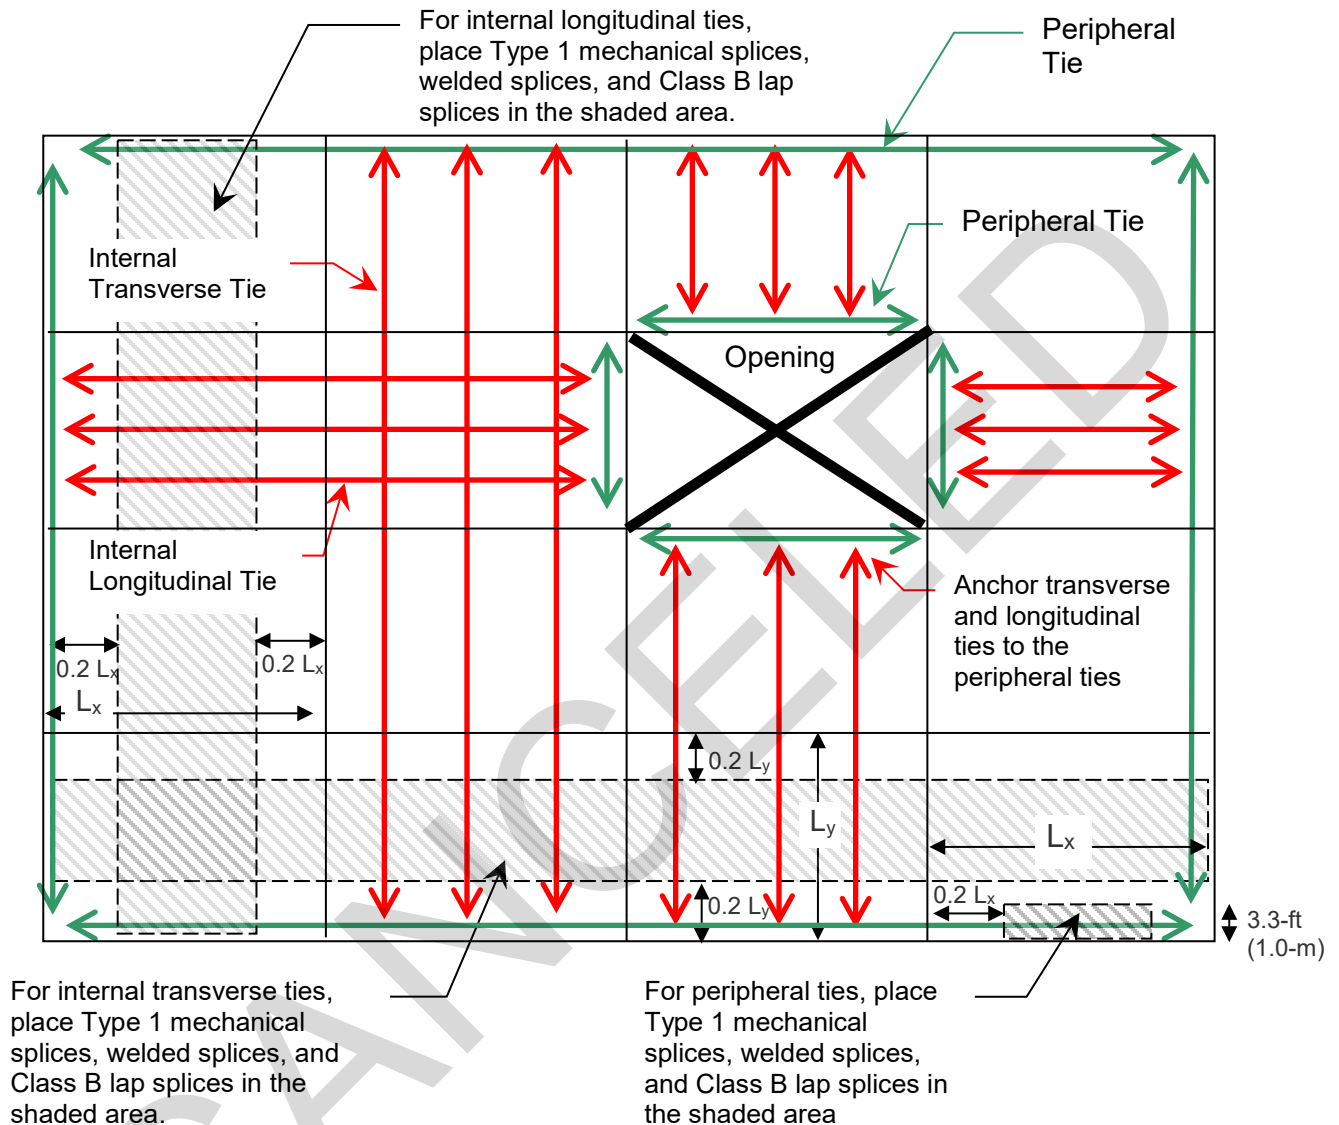 For internal longitudinal ties,
place Type 1 mechanical splices,
welded splices, and Class B lap
splices in the shaded area.
Peripheral
Tie
Peripheral Tie
Internal
Transverse Tie
Opening
Internal
Longitudinal Tie
Anchor transverse
and longitudinal
ties to the
peripheral ties
0.2 Lx
0.2 Lx
Lx
0.2 Ly
Ly
Lx
0.2 Ly
0.2 Lx
3.3-ft
(1.0-m)
For internal transverse ties,
place Type 1 mechanical
splices, welded splices, and
Class B lap splices in the
shaded area.
For peripheral ties, place
Type 1 mechanical
splices, welded splices,
and Class B lap splices in
the shaded area
CANCELED